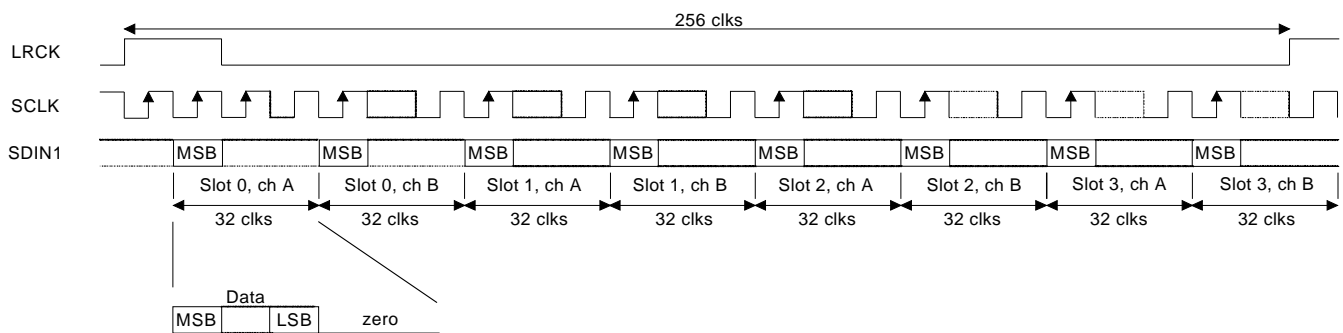 256 clks
LRCK
SCLK
SDIN1
MSB MSB MSB MSB MSB MSB MSB MSB
Slot 0, ch A Slot 0, ch B Slot 1, ch A Slot 1, ch B Slot 2, ch A Slot 2, ch B Slot 3, ch A Slot 3, ch B
32 clks 32 clks 32 clks 32 clks 32 clks 32 clks 32 clks 32 clks
Data
MSB LSB zero